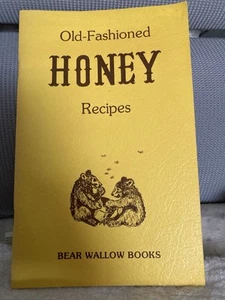 Old-Fashioned
HONEY
Recipes
BEAR WALLOW BOOKS